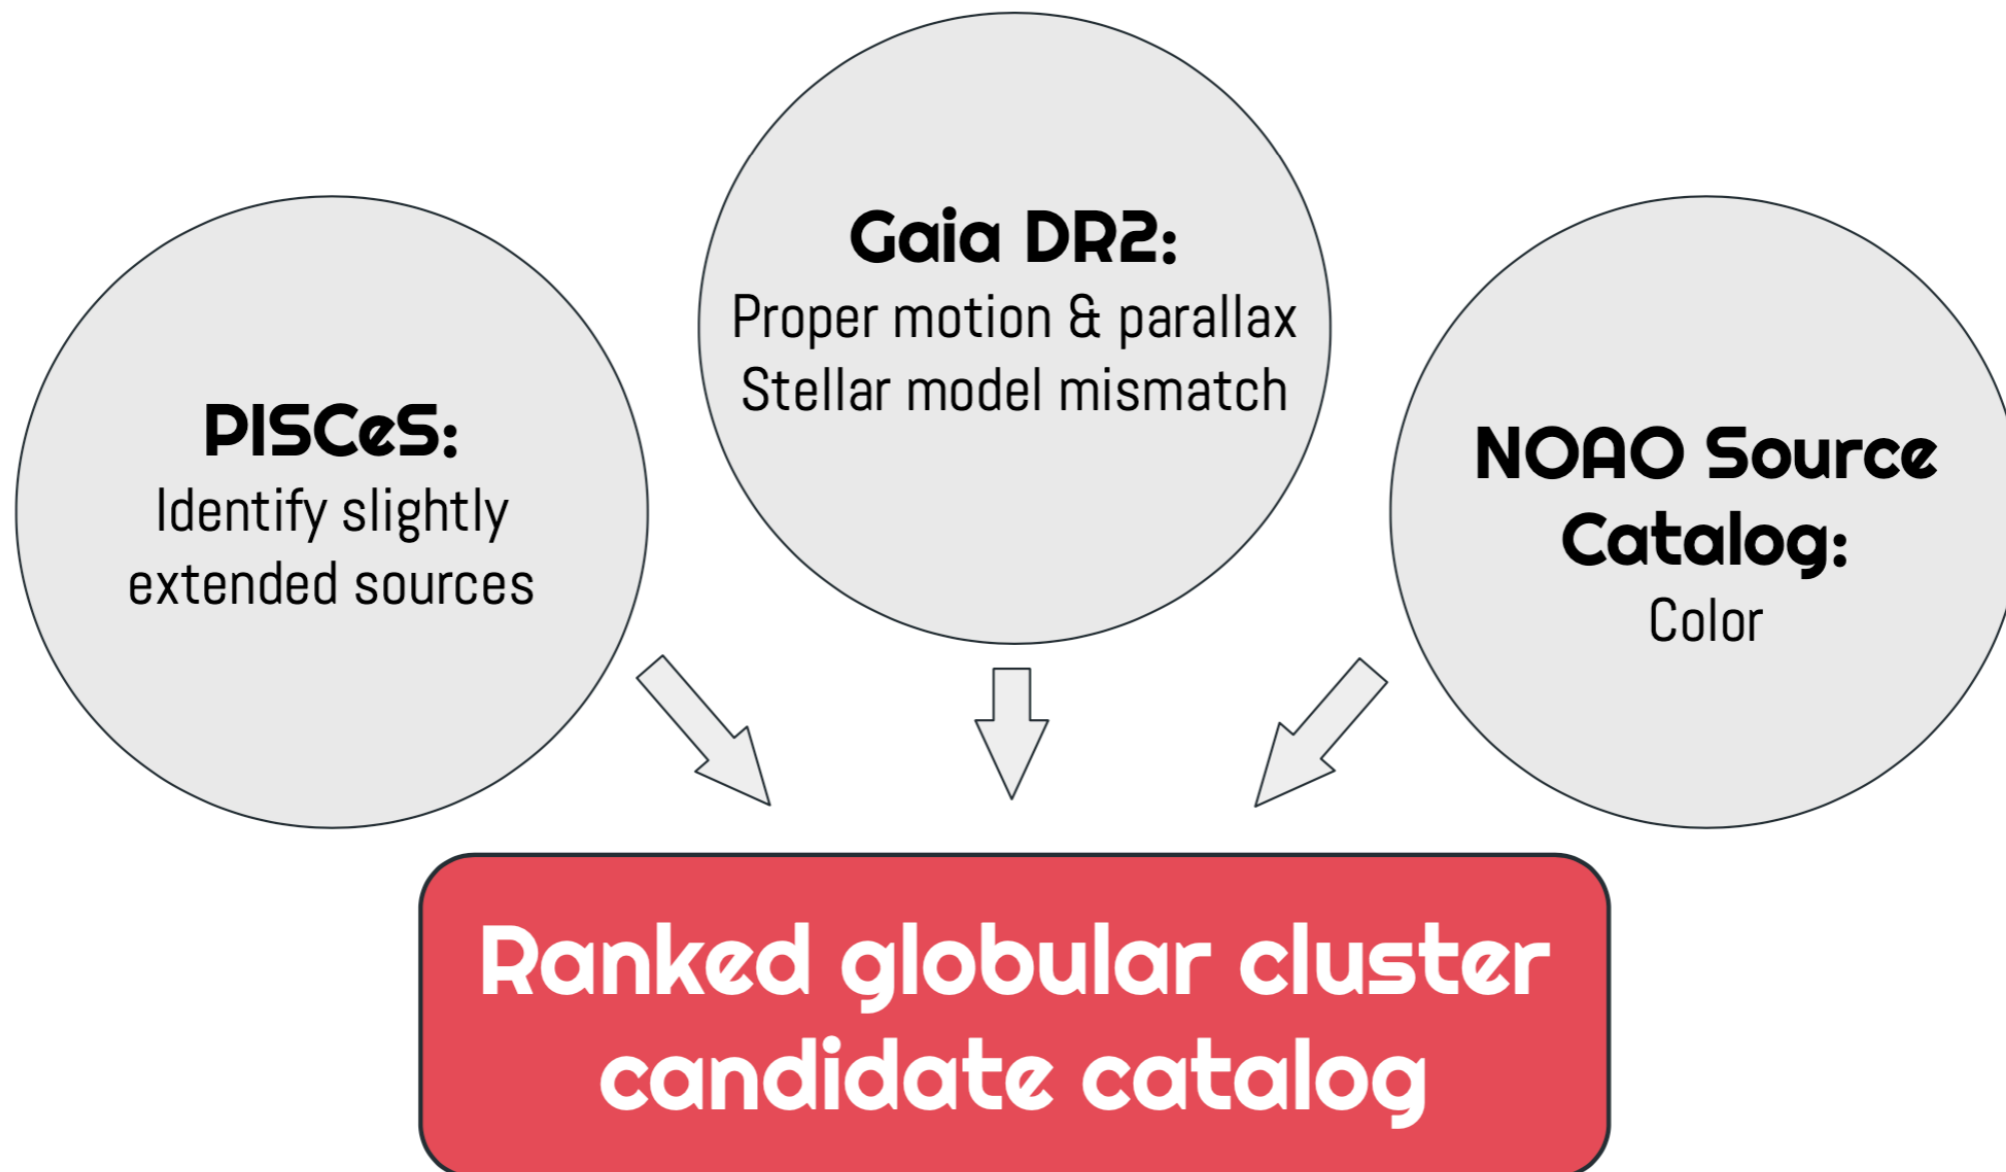 PISCeS:
Identify slightly
extended sources
Gaia DR2:
Proper motion & parallax
Stellar model mismatch
NOAO Source
Catalog:
Color
Ranked globular cluster
candidate catalog